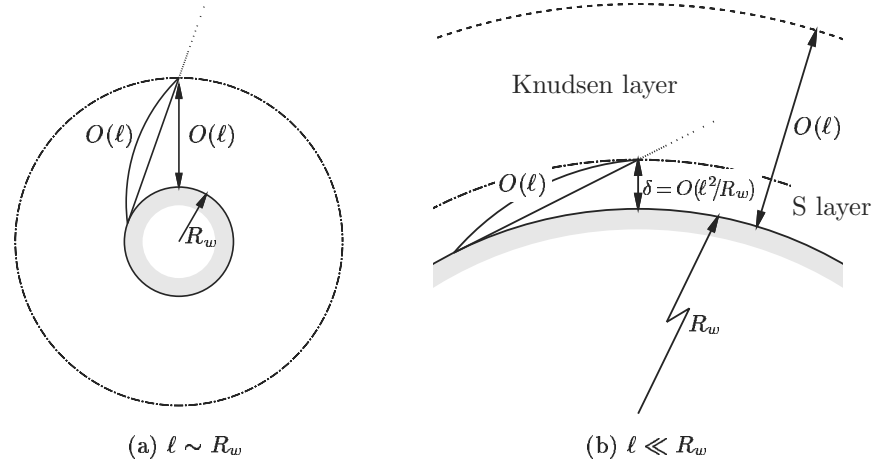 O(ℓ)
O(ℓ)
R_w
(a) ℓ ∼ R_w
Knudsen layer
O(ℓ)
O(ℓ)
δ = O(ℓ²/R_w)
S layer
R_w
(b) ℓ ≪ R_w